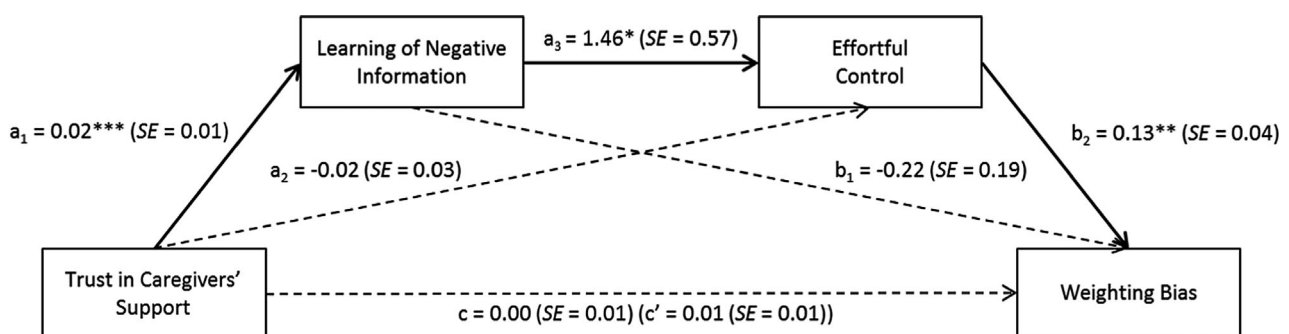 Learning of Negative
Information
a₃ = 1.46* (SE = 0.57)
Effortful
Control
a₁ = 0.02*** (SE = 0.01)
b₂ = 0.13** (SE = 0.04)
a₂ = -0.02 (SE = 0.03)
b₁ = -0.22 (SE = 0.19)
Trust in Caregivers’
Support
Weighting Bias
c = 0.00 (SE = 0.01) (c’ = 0.01 (SE = 0.01))